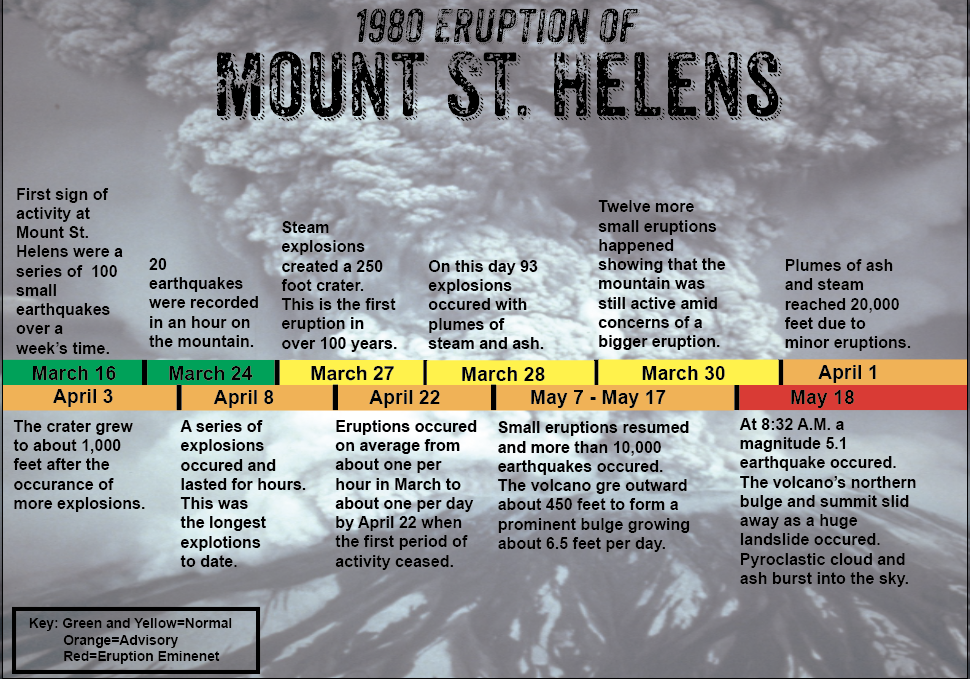 1980 ERUPTION OF
MOUNT ST. HELENS
First sign of
activity at
Mount St.
Helens were a
series of 100
small
earthquakes
over a
week's time.
20
earthquakes
were recorded
in an hour on
the mountain.
Steam
explosions
created a 250
foot crater.
This is the first
eruption in
over 100 years.
On this day 93
explosions
occured with
plumes of
steam and ash.
Twelve more
small eruptions
happened
showing that the
mountain was
still active amid
concerns of a
bigger eruption.
Plumes of ash
and steam
reached 20,000
feet due to
minor eruptions.
March 16
March 24
March 27
March 28
March 30
April 1
April 3
April 8
April 22
May 7 - May 17
May 18
The crater grew
to about 1,000
feet after the
occurance of
more explosions.
A series of
explosions
occured and
lasted for hours.
This was
the longest
explotions
to date.
Eruptions occured
on average from
about one per
hour in March to
about one per day
by April 22 when
the first period of
activity ceased.
Small eruptions resumed
and more than 10,000
earthquakes occured.
The volcano gre outward
about 450 feet to form a
prominent bulge growing
about 6.5 feet per day.
At 8:32 A.M. a
magnitude 5.1
earthquake occured.
The volcano's northern
bulge and summit slid
away as a huge
landslide occured.
Pyroclastic cloud and
ash burst into the sky.
Key: Green and Yellow=Normal
Orange=Advisory
Red=Eruption Eminenet